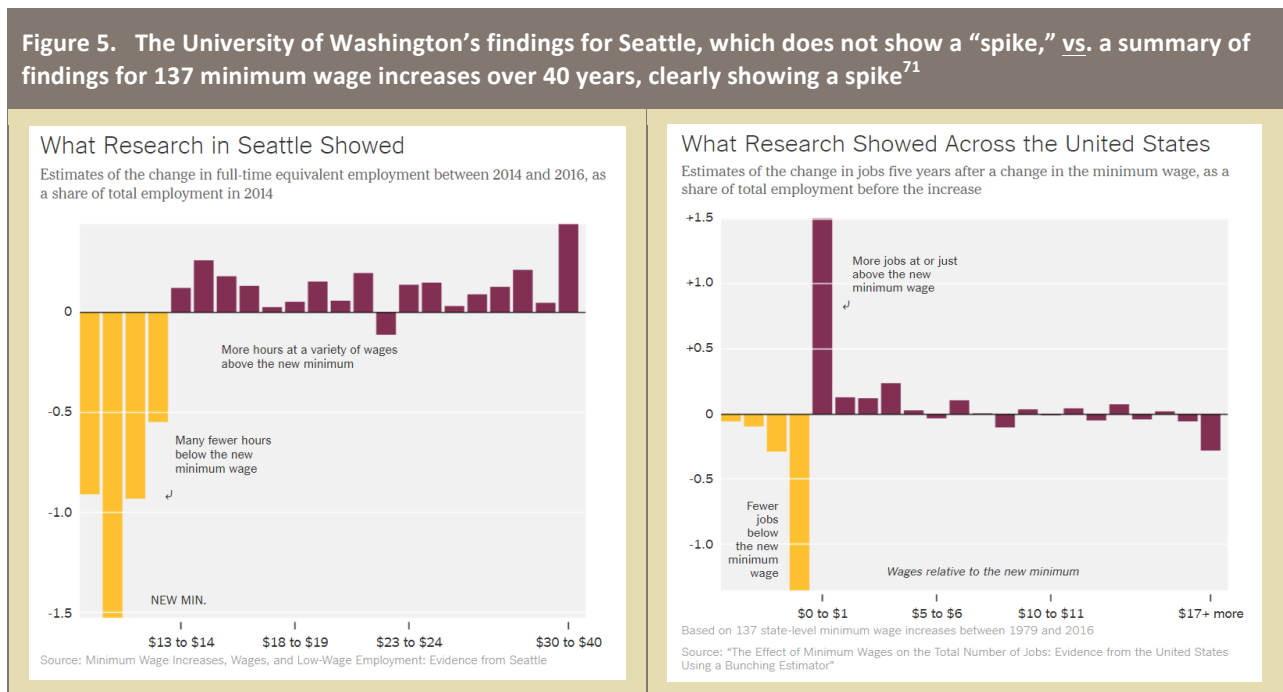 Figure 5. The University of Washington’s findings for Seattle, which does not show a “spike,” vs. a summary of
findings for 137 minimum wage increases over 40 years, clearly showing a spike71
What Research in Seattle Showed
Estimates of the change in full-time equivalent employment between 2014 and 2016, as
a share of total employment in 2014
0
-0.5
-1.0
-1.5
More hours at a variety of wages
above the new minimum
Many fewer hours
below the new
minimum wage
NEW MIN.
$13 to $14
$18 to $19
$23 to $24
$30 to $40
Source: Minimum Wage Increases, Wages, and Low-Wage Employment: Evidence from Seattle
What Research Showed Across the United States
Estimates of the change in jobs five years after a change in the minimum wage, as a
share of total employment before the increase
+1.5
+1.0
+0.5
0
-0.5
-1.0
More jobs at or just
above the new
minimum wage
Fewer
jobs
below
the new
minimum
wage
Wages relative to the new minimum
$0 to $1
$5 to $6
$10 to $11
$17+ more
Based on 137 state-level minimum wage increases between 1979 and 2016
Source: “The Effect of Minimum Wages on the Total Number of Jobs: Evidence from the United States
Using a Bunching Estimator”